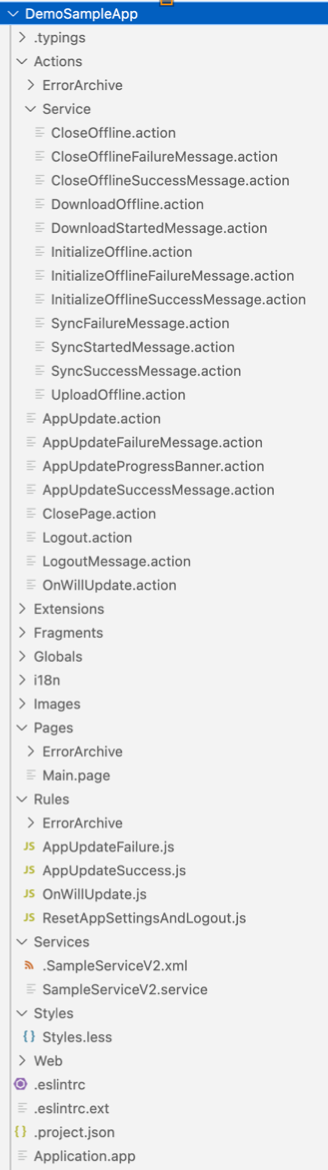 DemoSampleApp
.typings
Actions
ErrorArchive
Service
CloseOffline.action
CloseOfflineFailureMessage.action
CloseOfflineSuccessMessage.action
DownloadOffline.action
DownloadStartedMessage.action
InitializeOffline.action
InitializeOfflineFailureMessage.action
InitializeOfflineSuccessMessage.action
SyncFailureMessage.action
SyncStartedMessage.action
SyncSuccessMessage.action
UploadOffline.action
AppUpdate.action
AppUpdateFailureMessage.action
AppUpdateProgressBanner.action
AppUpdateSuccessMessage.action
ClosePage.action
Logout.action
LogoutMessage.action
OnWillUpdate.action
Extensions
Fragments
Globals
i18n
Images
Pages
ErrorArchive
Main.page
Rules
ErrorArchive
JS AppUpdateFailure.js
JS AppUpdateSuccess.js
JS OnWillUpdate.js
JS ResetAppSettingsAndLogout.js
Services
.SampleServiceV2.xml
SampleServiceV2.service
Styles
{} Styles.less
Web
.eslintrc
.eslintrc.ext
{} .project.json
Application.app